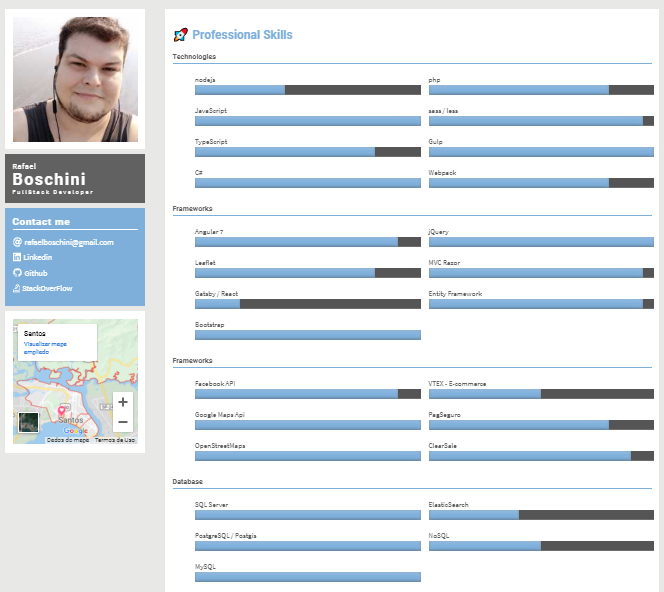 Rafael
Boschini
FullStack Developer
Contact me
rafaelboschini@gmail.com
Linkedin
Github
StackOverFlow
Santos
Visualizar mapa
ampliado
Santos
Google
Dados do mapa Termos de Uso
Professional Skills
Technologies
nodejs php
JavaScript sass / less
TypeScript Gulp
C# Webpack
Frameworks
Angular 7 jQuery
Leaflet MVC Razor
Gatsby / React Entity Framework
Bootstrap
Frameworks
Facebook API VTEX - E-commerce
Google Maps Api PagSeguro
OpenStreetMaps ClearSale
Database
SQL Server ElasticSearch
PostgreSQL / Postgis NoSQL
MySQL